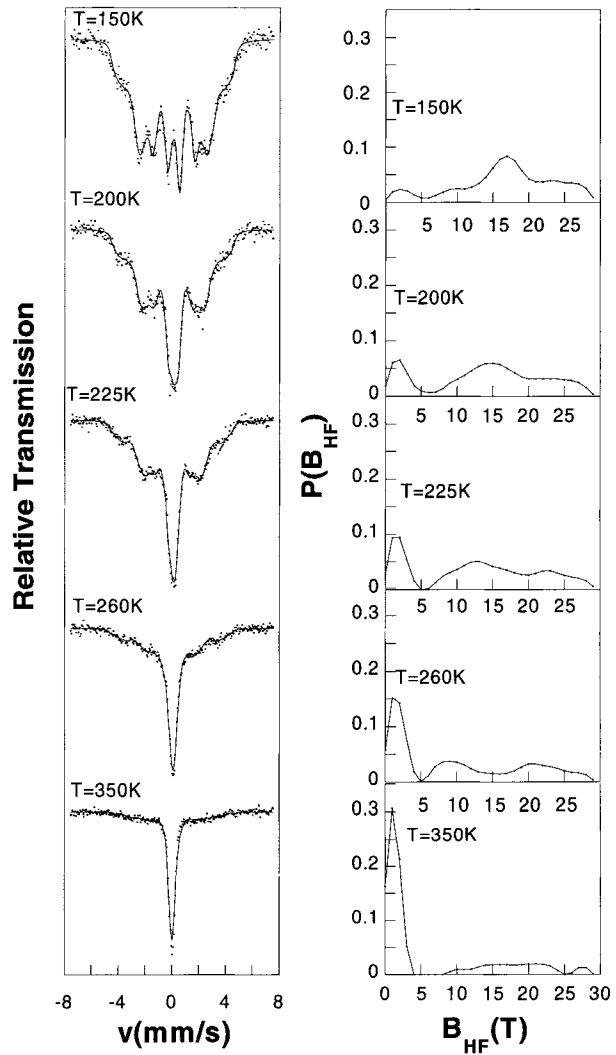 T=150K
T=200K
T=225K
T=260K
T=350K
Relative Transmission
-8 -4 0 4 8
v(mm/s)
0.3
0.2
0.1
0
T=150K
5 10 15 20 25
0.3
0.2
0.1
0
T=200K
5 10 15 20 25
0.3
0.2
0.1
0
T=225K
5 10 15 20 25
0.3
0.2
0.1
0
T=260K
5 10 15 20 25
0.3
0.2
0.1
0
T=350K
0 5 10 15 20 25 30
P(B_HF)
B_HF(T)